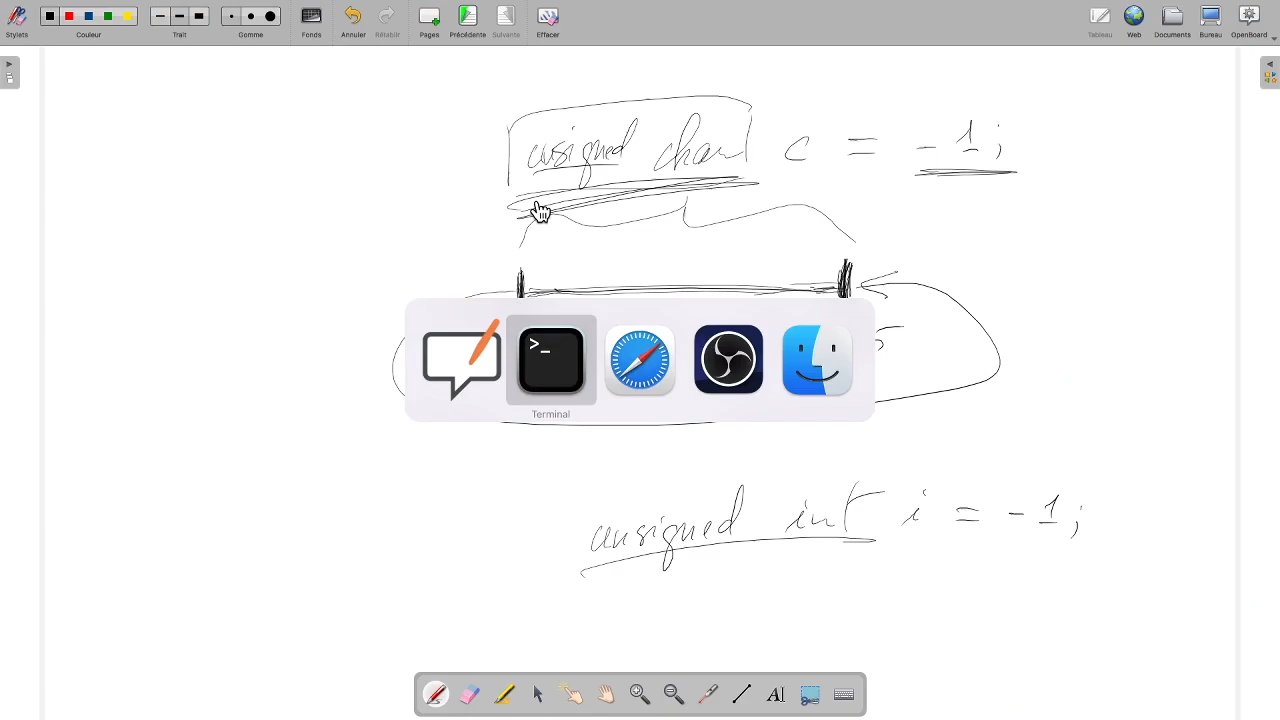 Stylets Couleur Trait Gomme Fonds Annuler Rétablir Pages Précédente Suivante Effacer Tableau Web Documents Bureau OpenBoard
unsigned char c = -1;
Terminal
unsigned int i = -1;